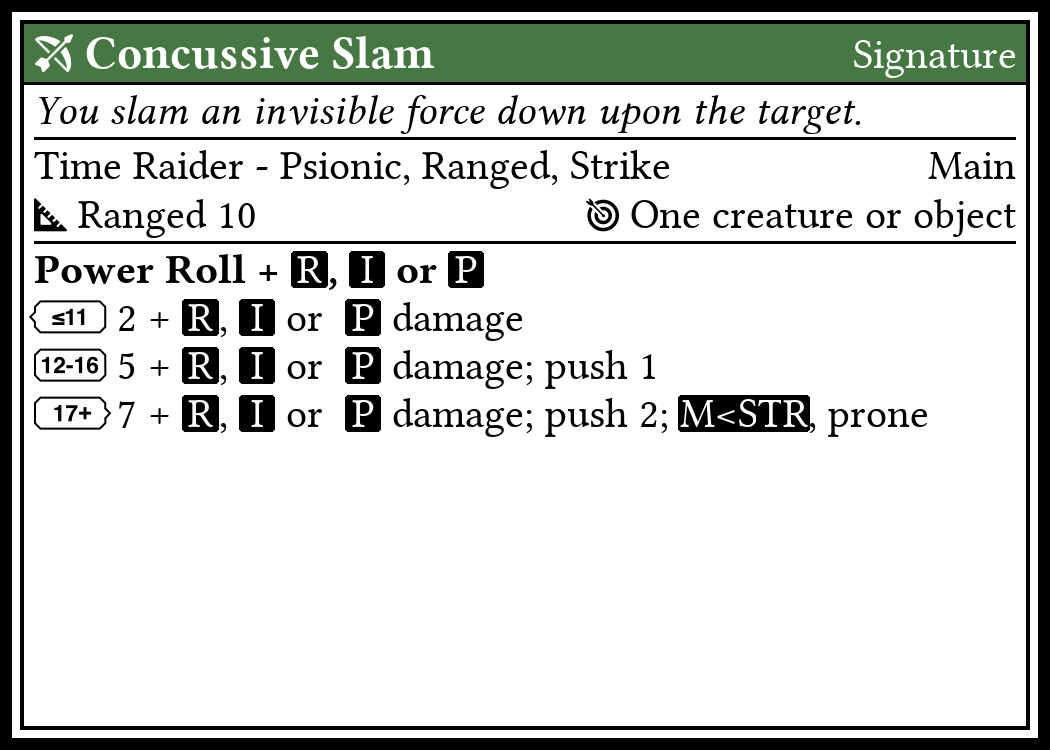 Concussive Slam Signature
You slam an invisible force down upon the target.
Time Raider - Psionic, Ranged, Strike Main
Ranged 10 One creature or object
Power Roll + R, I or P
≤11 2 + R, I or P damage
12-16 5 + R, I or P damage; push 1
17+ 7 + R, I or P damage; push 2; M<STR, prone